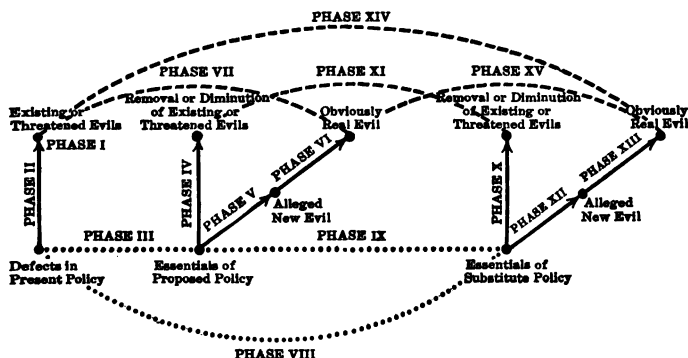 PHASE XIV
PHASE VII
PHASE XI
PHASE XV
Existing or
Threatened Evils
Removal or Diminution
of Existing or
Threatened Evils
Obviously
Real Evil
Removal or Diminution
of Existing or
Threatened Evils
Obviously
Real Evil
PHASE I
PHASE II
PHASE IV
PHASE V
PHASE VI
Alleged
New Evil
PHASE X
PHASE XII
PHASE XIII
Alleged
New Evil
PHASE III
PHASE IX
Defects in
Present Policy
Essentials of
Proposed Policy
Essentials of
Substitute Policy
PHASE VIII